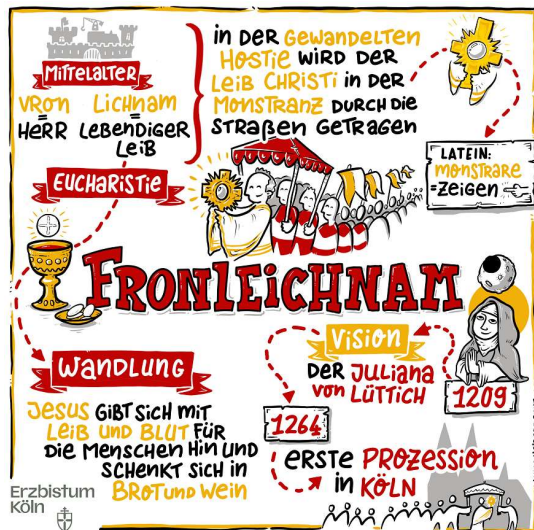 MITTELALTER
VRON LICHNAM
= =
HERR LEBENDIGER
LEIB
IN DER GEWANDELTEN
HOSTIE WIRD DER
LEIB CHRISTI IN DER
MONSTRANZ DURCH DIE
STRAßEN GETRAGEN
LATEIN:
MONSTRARE
=ZEIGEN
EUCHARISTIE
FRONLEICHNAM
WANDLUNG
JESUS GIBT SICH MIT
LEIB UND BLUT FÜR
DIE MENSCHEN HIN UND
SCHENKT SICH IN
BROT UND WEIN
VISION
DER JULIANA
VON LÜTTICH
1209
1264
ERSTE PROZESSION
IN KÖLN
Erzbistum
Köln